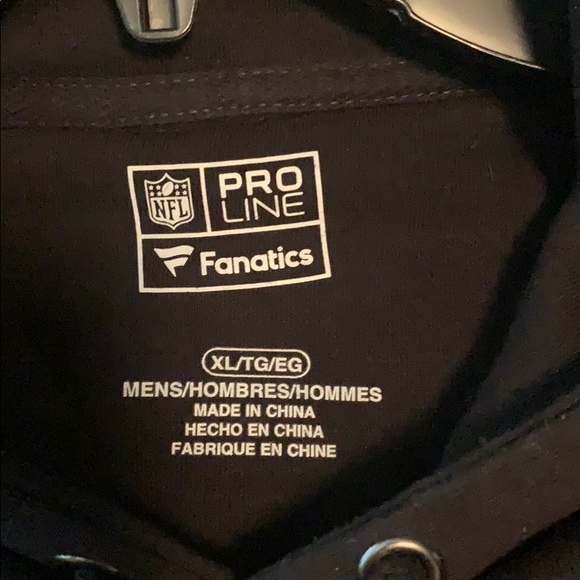 NFL
PRO
LINE
Fanatics
XL/TG/EG
MENS/HOMBRES/HOMMES
MADE IN CHINA
HECHO EN CHINA
FABRIQUE EN CHINE